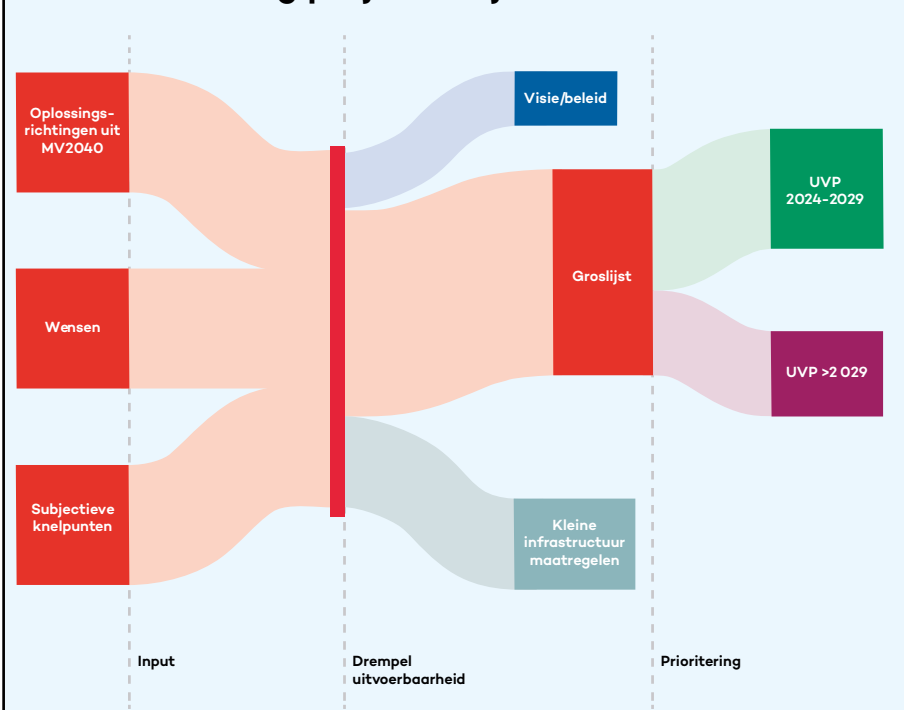 Oplossings-
richtingen uit
MV2040
Visie/beleid
UVP
2024-2029
Groslijst
Wensen
UVP >2 029
Subjectieve
knelpunten
Kleine
infrastructuur
maatregelen
Input
Drempel
uitvoerbaarheid
Prioritering